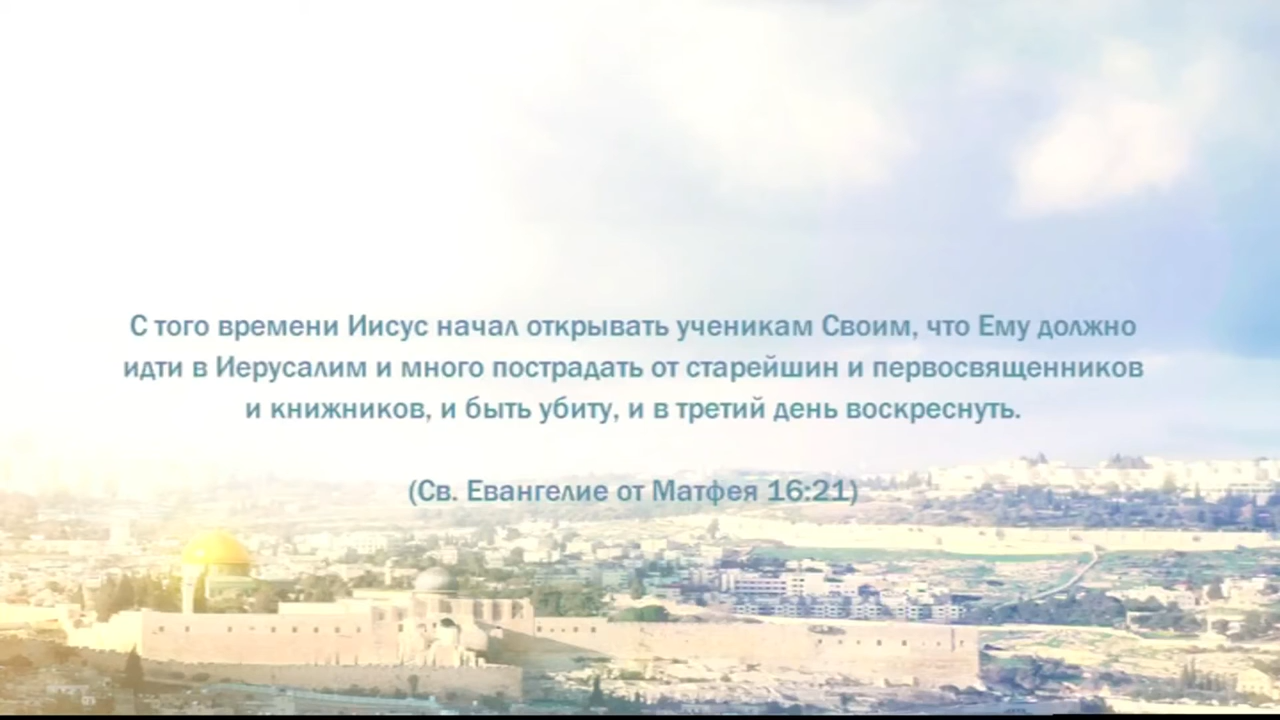 С того времени Иисус начал открывать ученикам Своим, что Ему должно
идти в Иерусалим и много пострадать от старейшин и первосвященников
и книжников, и быть убиту, и в третий день воскреснуть.
(Св. Евангелие от Матфея 16:21)